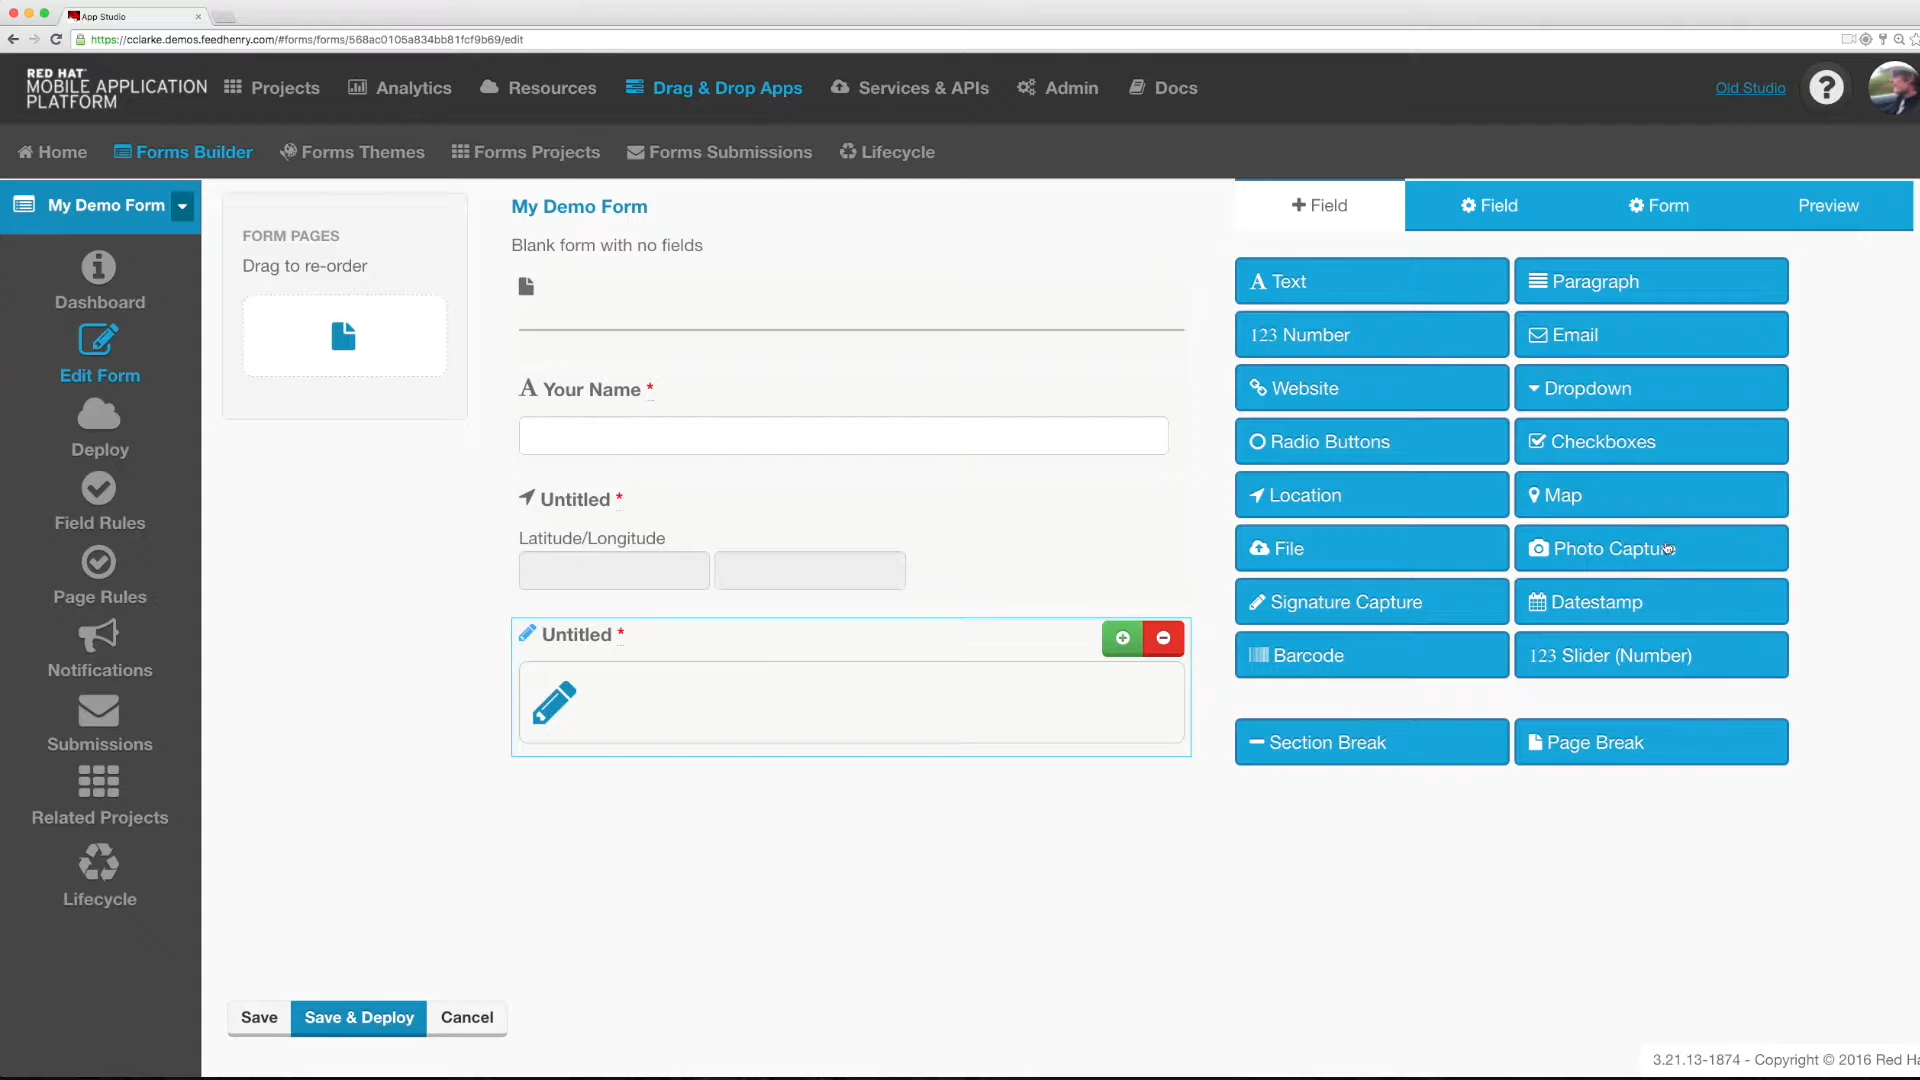 App Studio
https://cclarke.demos.feedhenry.com/#forms/forms/568ac0105a834bb81fcf9b69/edit
RED HAT
MOBILE APPLICATION
PLATFORM
Projects
Analytics
Resources
Drag & Drop Apps
Services & APIs
Admin
Docs
Old Studio
?
Home
Forms Builder
Forms Themes
Forms Projects
Forms Submissions
Lifecycle
My Demo Form
Dashboard
Edit Form
Deploy
Field Rules
Page Rules
Notifications
Submissions
Related Projects
Lifecycle
FORM PAGES
Drag to re-order
My Demo Form
Blank form with no fields
A Your Name *
Untitled *
Latitude/Longitude
Untitled *
Save
Save & Deploy
Cancel
+ Field
Field
Form
Preview
A Text
Paragraph
123 Number
Email
Website
Dropdown
Radio Buttons
Checkboxes
Location
Map
File
Photo Capture
Signature Capture
Datestamp
Barcode
123 Slider (Number)
Section Break
Page Break
3.21.13-1874 - Copyright © 2016 Red Ha